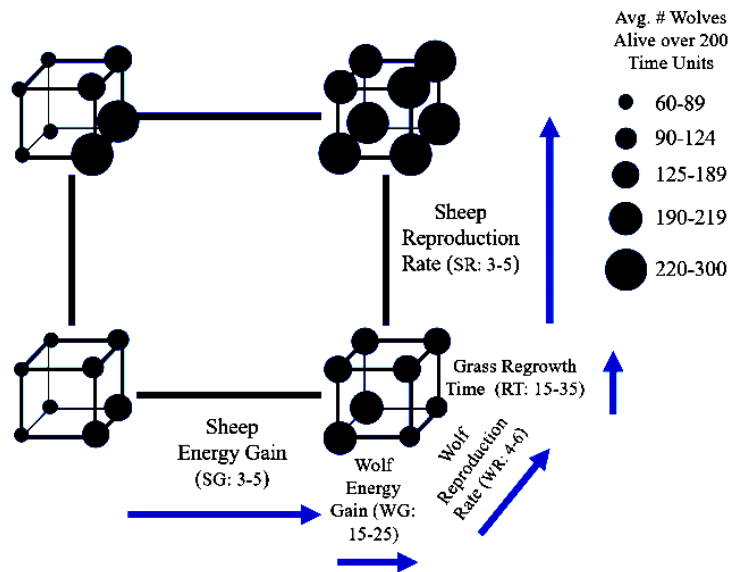 Avg. # Wolves
Alive over 200
Time Units
60-89
90-124
125-189
190-219
220-300
Sheep
Reproduction
Rate (SR: 3-5)
Grass Regrowth
Time (RT: 15-35)
Sheep
Energy Gain
(SG: 3-5)
Wolf
Energy
Gain (WG:
15-25)
Wolf
Reproduction
Rate (WR: 4-6)